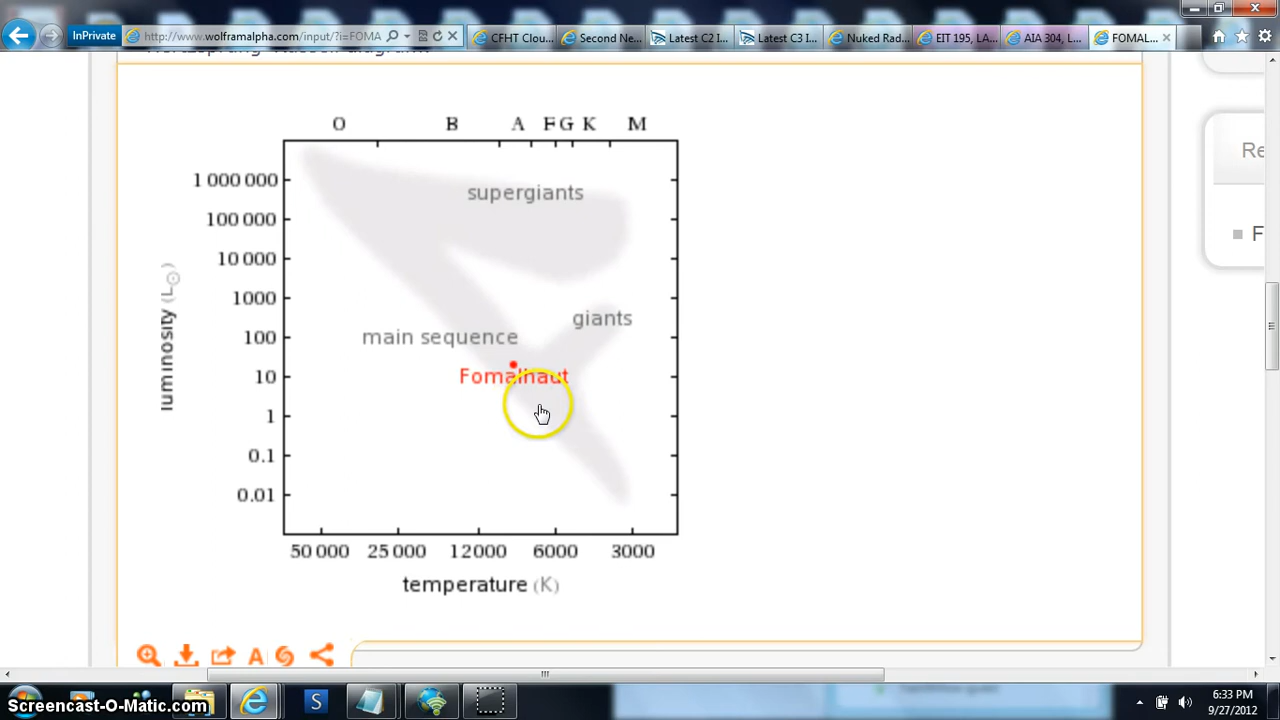 InPrivate
http://www.wolframalpha.com/input/?i=FOMA
CFHT Clou...
Second Ne...
Latest C2 I...
Latest C3 I...
Nuked Rad...
EIT 195, LA...
AIA 304, L...
FOMAL...
O B A F G K M
1 000 000
100 000
10 000
1000
100
10
1
0.1
0.01
luminosity (L☉)
supergiants
giants
main sequence
Fomalhaut
50 000 25 000 12 000 6000 3000
temperature (K)
Re
F
A
S
Screencast-O-Matic.com
6:33 PM
9/27/2012